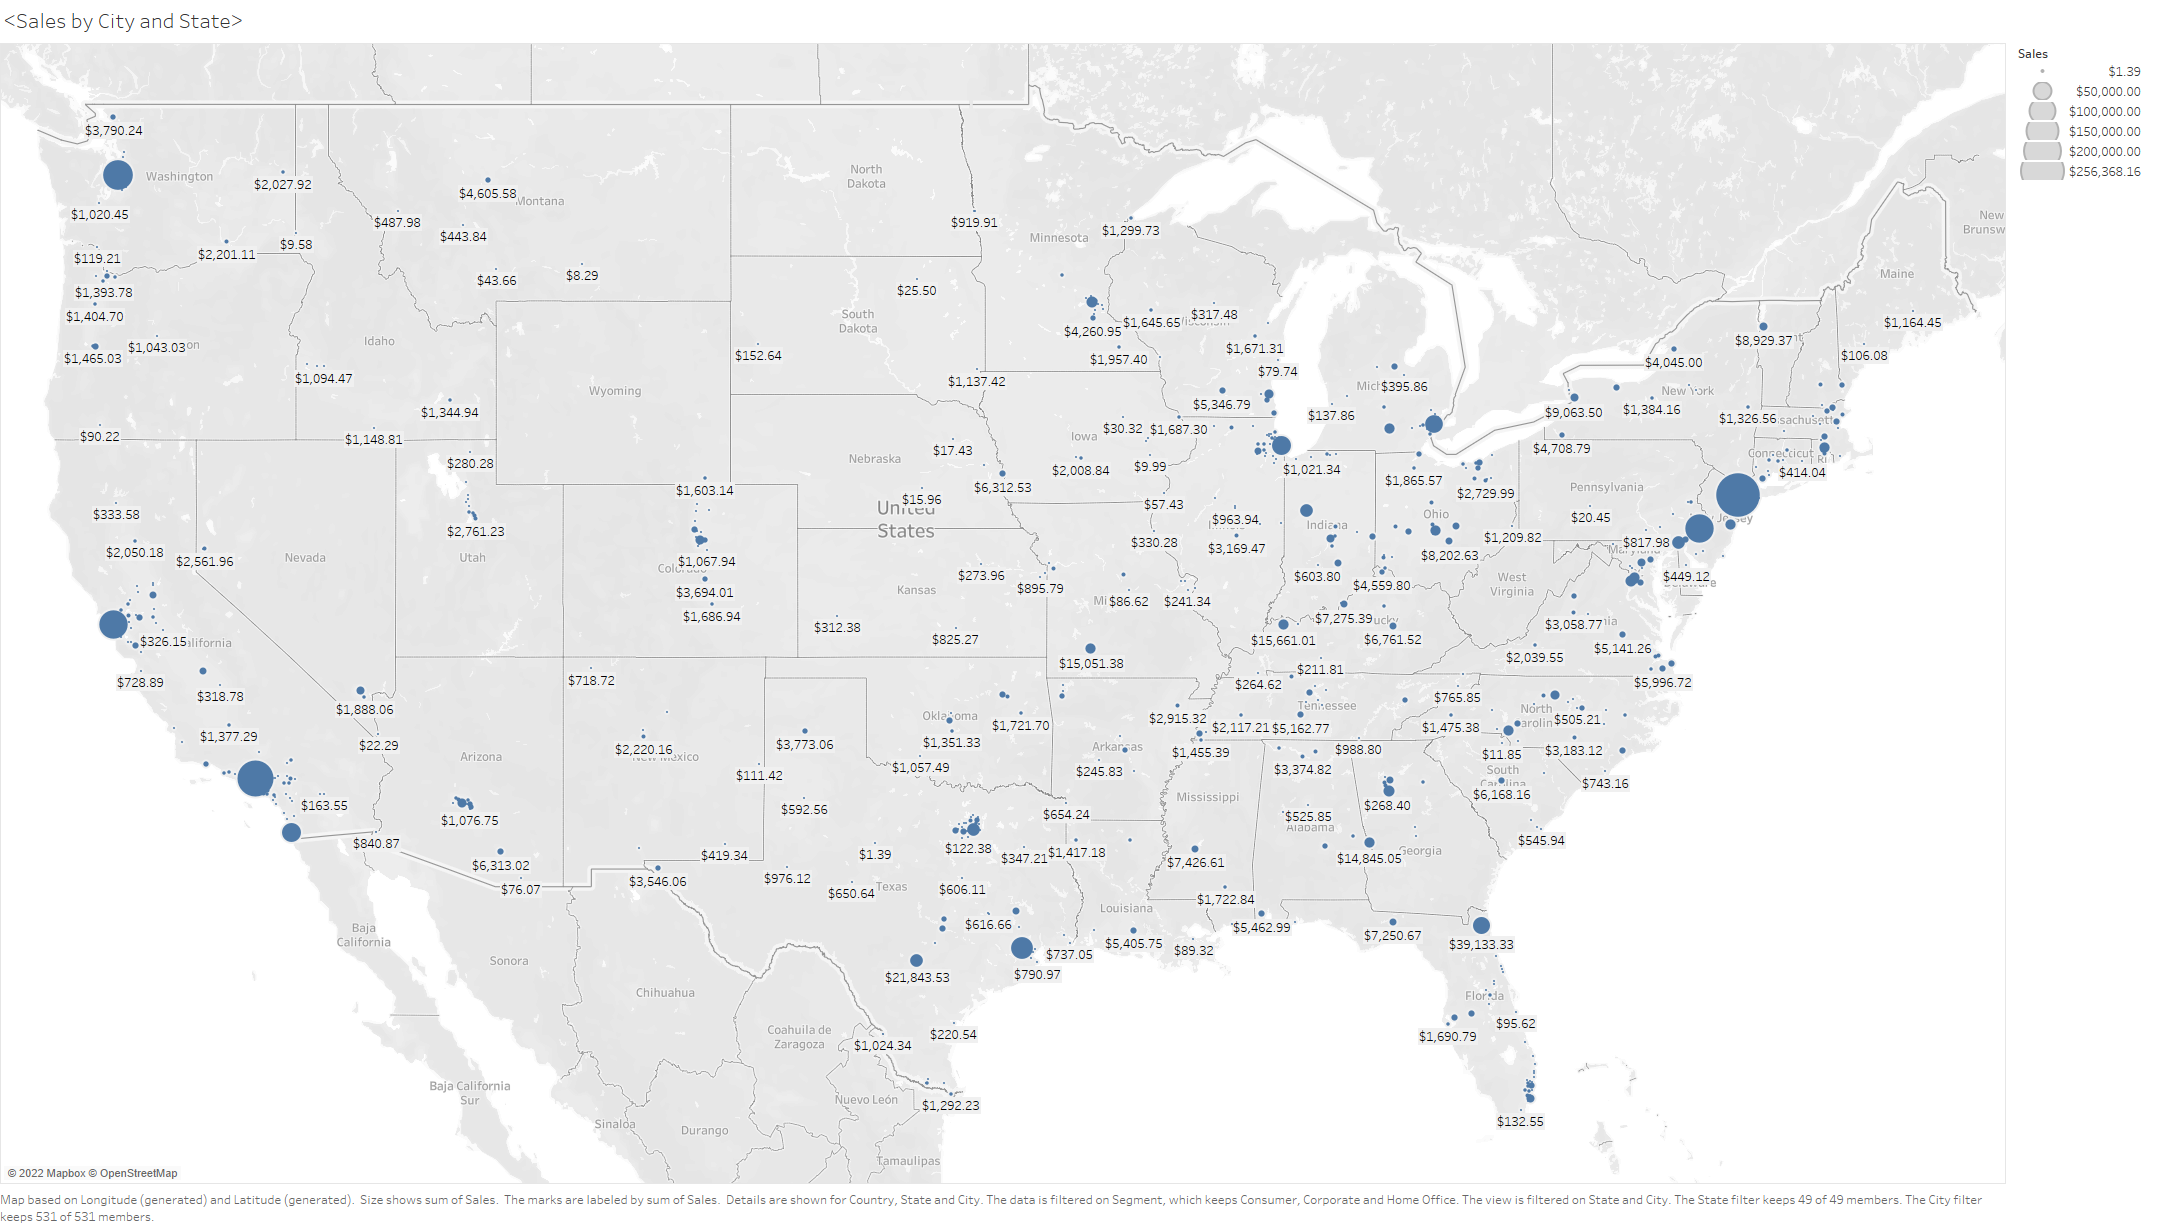 <Sales by City and State>
Sales
$1.39
$50,000.00
$100,000.00
$150,000.00
$200,000.00
$256,368.16
$3,790.24
Washington
$2,027.92
$4,605.58
Montana
North
Dakota
$1,020.45
$487.98
$443.84
$919.91
Minnesota
$1,299.73
New
Brunsw
$119.21
$2,201.11
$9.58
$43.66
$8.29
Maine
$1,393.78
$25.50
$1,404.70
$1,465.03
$1,043.03
Idaho
South
Dakota
$4,260.95
$1,645.65
$317.48
$8,929.37
$1,164.45
$152.64
$1,957.40
$1,671.31
$106.08
$1,094.47
$1,137.42
$79.74
$395.86
$4,045.00
Wyoming
New York
$1,344.94
$5,346.79
$137.86
$9,063.50
$1,384.16
$1,326.56
$90.22
$1,148.81
Iowa
$30.32
$1,687.30
$4,708.79
$280.28
Nebraska
$17.43
$2,008.84
$9.99
$1,021.34
Connecticut
RI
$414.04
$1,603.14
$15.96
$6,312.53
$1,865.57
$2,729.99
Pennsylvania
United
States
$57.43
$333.58
$2,761.23
$963.94
Indiana
Ohio
$20.45
$2,050.18
$2,561.96
Nevada
Utah
$1,067.94
$330.28
$3,169.47
$8,202.63
$1,209.82
$817.98
Maryland
$3,694.01
$273.96
Kansas
$895.79
$603.80
$4,559.80
West
Virginia
$449.12
$86.62
$241.34
$1,686.94
$312.38
$825.27
$7,275.39
$3,058.77
$326.15
$15,661.01
$6,761.52
$5,141.26
$15,051.38
$2,039.55
$728.89
$318.78
$718.72
$264.62
$211.81
$5,996.72
$1,888.06
Tennessee
$765.85
North
$1,377.29
$22.29
Oklahoma
$1,721.70
$2,915.32
$2,117.21
$5,162.77
$1,475.38
$505.21
Arizona
$2,220.16
New Mexico
$3,773.06
$1,351.33
Arkansas
$1,455.39
$988.80
$11.85
$3,183.12
$111.42
$1,057.49
$245.83
$3,374.82
South
Carolina
$743.16
$163.55
$592.56
Mississippi
$268.40
$6,168.16
$1,076.75
$654.24
$525.85
Alabama
$840.87
$122.38
$545.94
$6,313.02
$419.34
$1.39
$347.21
$1,417.18
$7,426.61
$14,845.05
Georgia
$76.07
$3,546.06
$976.12
$650.64
Texas
$606.11
$1,722.84
Louisiana
$616.66
$5,462.99
$7,250.67
$39,133.33
Baja
California
$737.05
$5,405.75
$89.32
Sonora
$21,843.53
$790.97
Chihuahua
Florida
Coahuila de
Zaragoza
$220.54
$1,024.34
$1,690.79
$95.62
Baja California
Sur
Nuevo León
$1,292.23
Sinaloa
Durango
$132.55
Tamaulipas
© 2022 Mapbox © OpenStreetMap
Map based on Longitude (generated) and Latitude (generated).  Size shows sum of Sales.  The marks are labeled by sum of Sales.  Details are shown for Country, State and City. The data is filtered on Segment, which keeps Consumer, Corporate and Home Office. The view is filtered on State and City. The State filter keeps 49 of 49 members. The City filter
keeps 531 of 531 members.